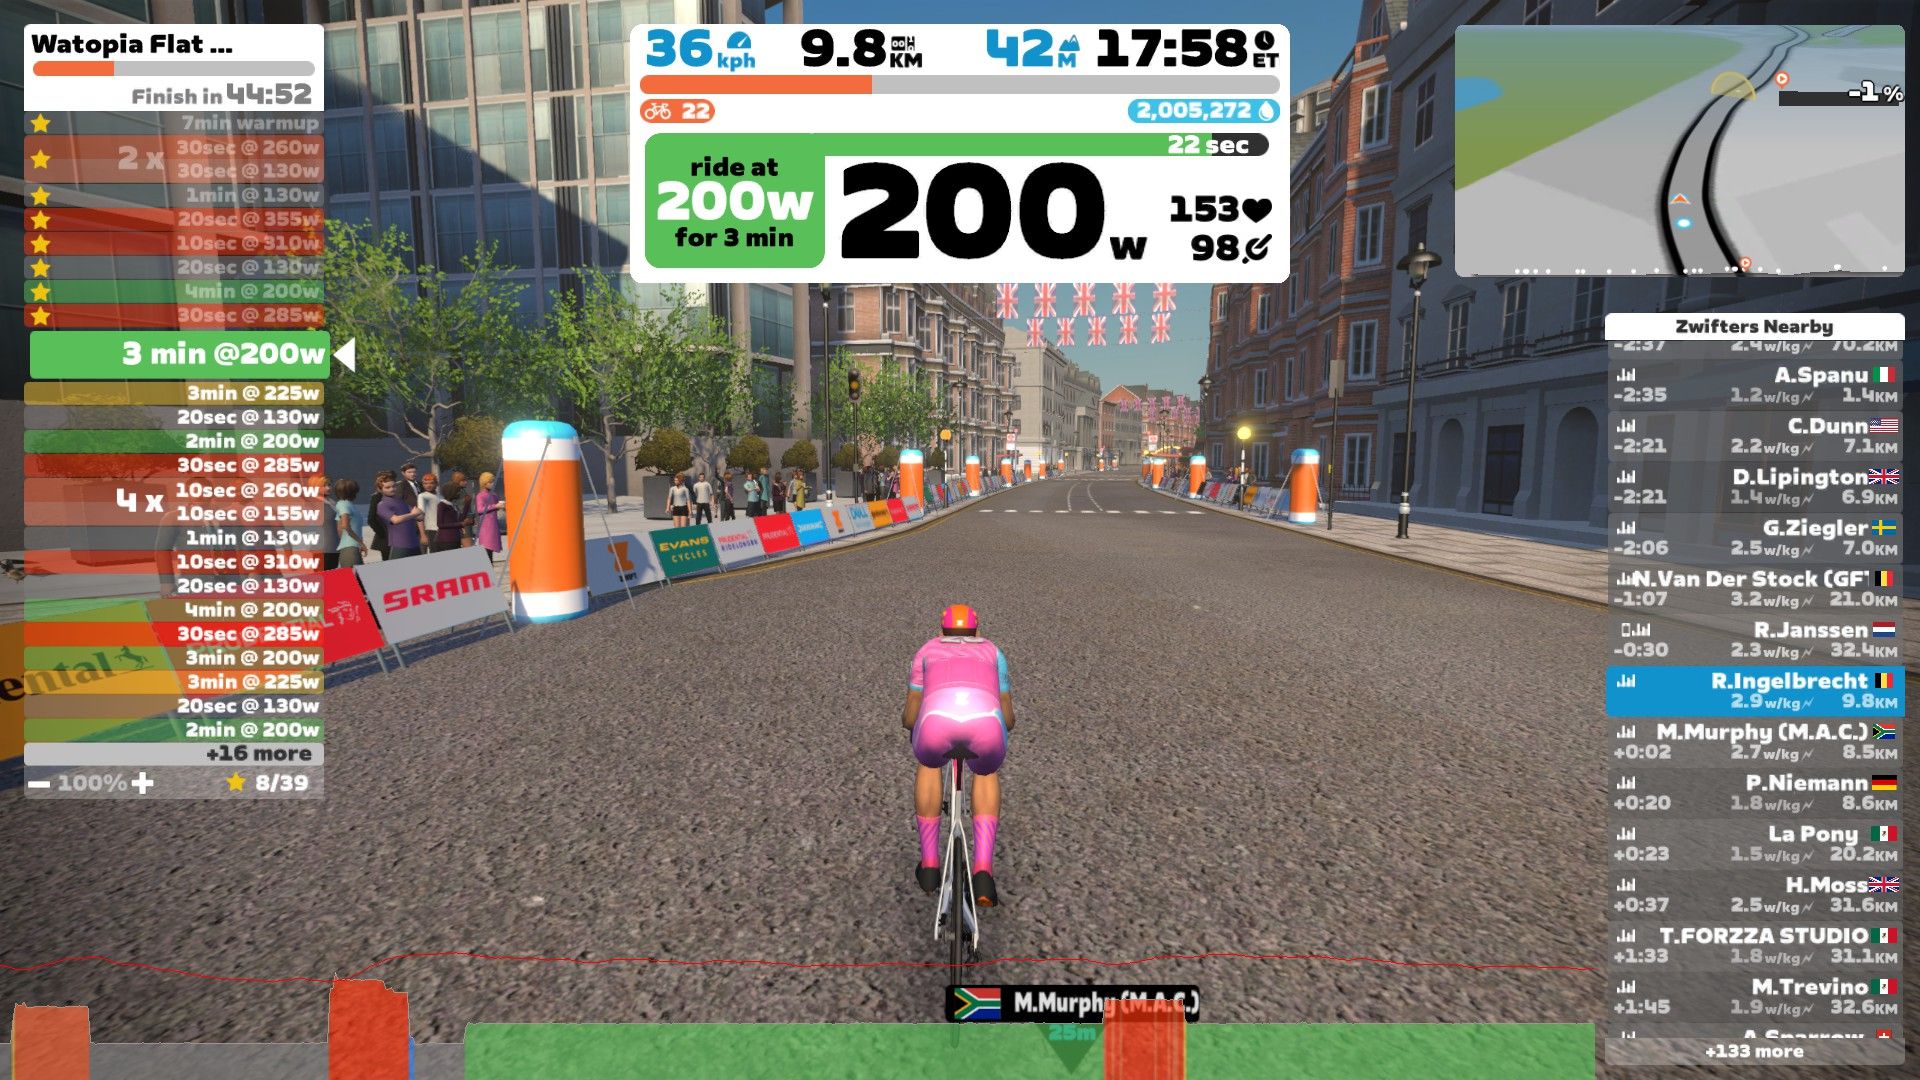 Watopia Flat ...
Finish in 44:52
7min warmup
2 x
30sec @ 260w
30sec @ 130w
1min @ 130w
20sec @ 355w
10sec @ 310w
20sec @ 130w
4min @ 200w
30sec @ 285w
3 min @200w
3min @ 225w
20sec @ 130w
2min @ 200w
30sec @ 285w
4 x
10sec @ 260w
10sec @ 155w
1min @ 130w
10sec @ 310w
20sec @ 130w
4min @ 200w
30sec @ 285w
3min @ 200w
3min @ 225w
20sec @ 130w
2min @ 200w
+16 more
100% 8/39
36 kph 9.8 KM 42 M 17:58 ET
22 2,005,272
22 sec
ride at
200w
for 3 min
200 w
153
98
-1 %
Zwifters Nearby
-2:37 2.4w/kg 70.2KM
A.Spanu
-2:35 1.2w/kg 1.4KM
C.Dunn
-2:21 2.2w/kg 7.1KM
D.Lipington
-2:21 1.4w/kg 6.9KM
G.Ziegler
-2:06 2.5w/kg 7.0KM
N.Van Der Stock (GF
-1:07 3.2w/kg 21.0KM
R.Janssen
-0:30 2.3w/kg 32.4KM
R.Ingelbrecht
2.9w/kg 9.8KM
M.Murphy (M.A.C.)
+0:02 2.7w/kg 8.5KM
P.Niemann
+0:20 1.8w/kg 8.6KM
La Pony
+0:23 1.5w/kg 20.2KM
H.Moss
+0:37 2.5w/kg 31.6KM
T.FORZZA STUDIO
+1:33 1.8w/kg 31.1KM
M.Trevino
+1:45 1.9w/kg 32.6KM
A.Sparrow
+133 more
EVANS
CYCLES
SRAM
ental
M.Murphy (M.A.C.)
25m